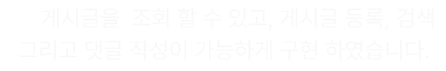 게시글을 조회 할 수 있고, 게시글 등록, 검색
그리고 댓글 작성이 가능하게 구현 하였습니다.